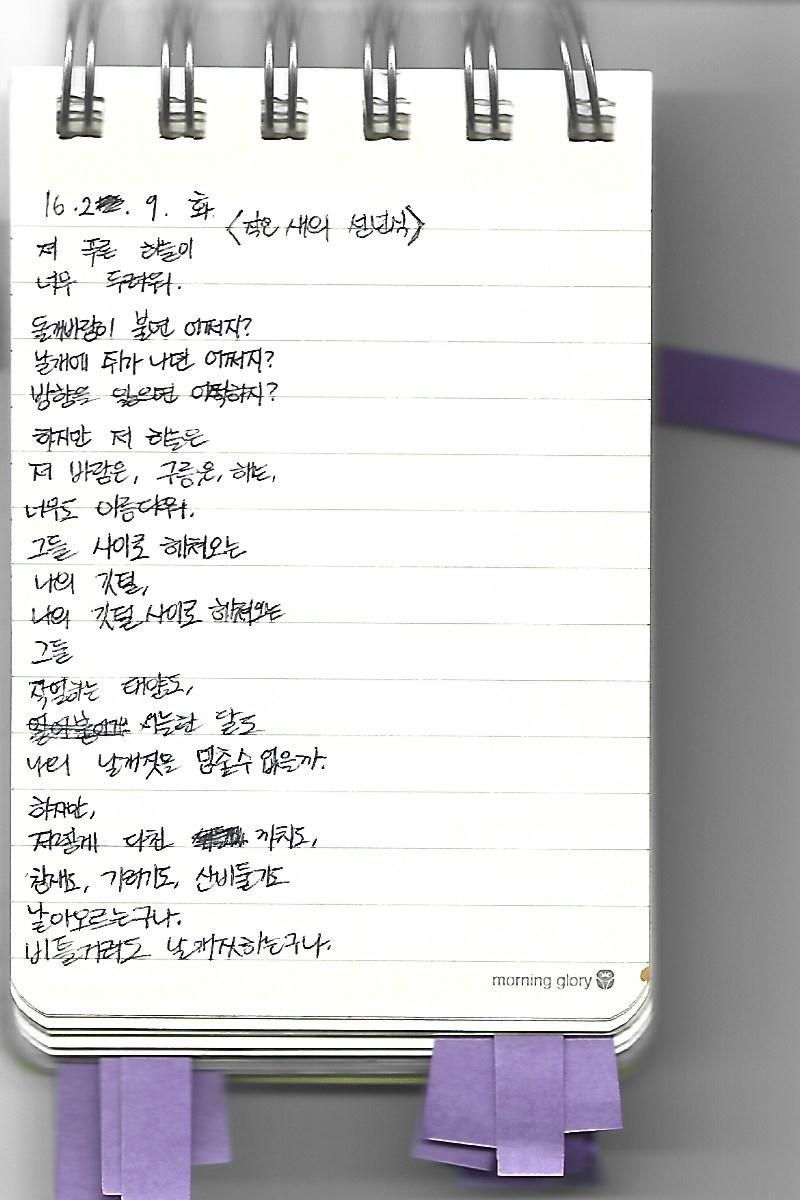 16.2. 9. 화
<작은 새의 성년식>
저 푸른 하늘이
너무 두려워.
돌개바람이 불면 어쩌지?
날개에 쥐가 나면 어쩌지?
방향을 잃으면 어떡하지?
하지만 저 하늘은
저 바람은, 구름은, 해는,
너무도 아름다워.
그들 사이로 헤쳐오는
나의 깃털,
나의 깃털 사이로 헤쳐오는
그들
작열하는 태양도,
서늘한 달도
나의 날개짓을 멈출 수 없을까.
하지만,
저렇게 다친 까치도,
참새도, 기러기도, 산비둘기도
날아오르는구나.
비틀거려도 날개짓하는구나.
morning glory